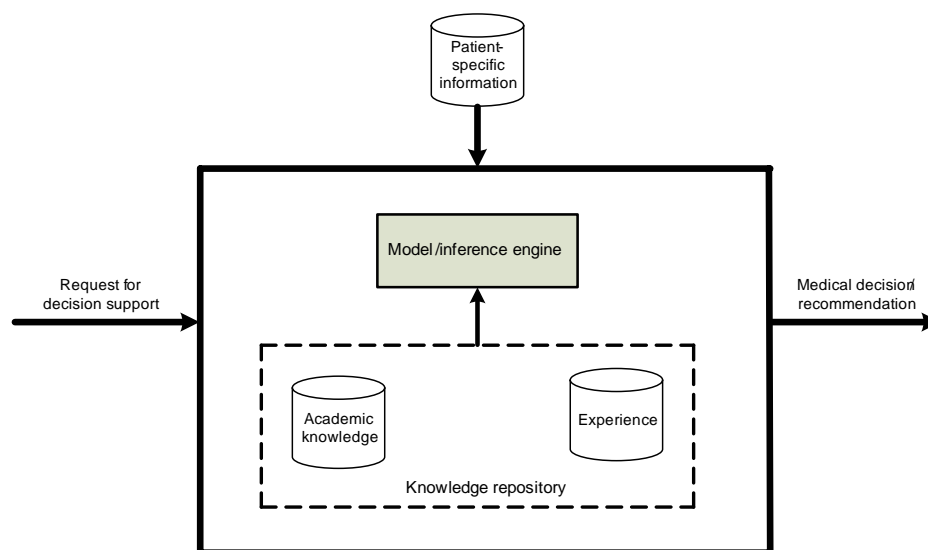 Patient-
specific
information
Model/inference engine
Request for
decision support
Medical decision/
recommendation
Academic
knowledge
Experience
Knowledge repository